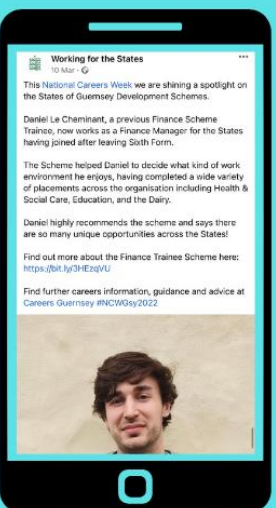 Working for the States
10 Mar ·
This National Careers Week we are shining a spotlight on
the States of Guernsey Development Schemes.
Daniel Le Cheminant, a previous Finance Scheme
Trainee, now works as a Finance Manager for the States
having joined after leaving Sixth Form.
The Scheme helped Daniel to decide what kind of work
environment he enjoys, having completed a wide variety
of placements across the organisation including Health &
Social Care, Education, and the Dairy.
Daniel highly recommends the scheme and says there
are so many unique opportunities across the States!
Find out more about the Finance Trainee Scheme here:
https://bit.ly/3HEzqVU
Find further careers information, guidance and advice at
Careers Guernsey #NCWGsy2022